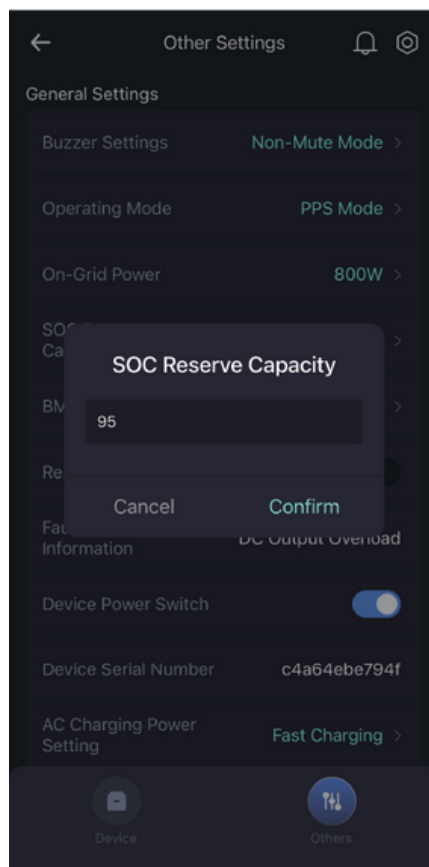 Other Settings
General Settings
Buzzer Settings Non-Mute Mode
Operating Mode PPS Mode
On-Grid Power 800W
SOC Reserve Capacity
95
Cancel Confirm
Information DC Output Overload
Device Power Switch
Device Serial Number c4a64ebe794f
AC Charging Power
Setting Fast Charging
Device Others